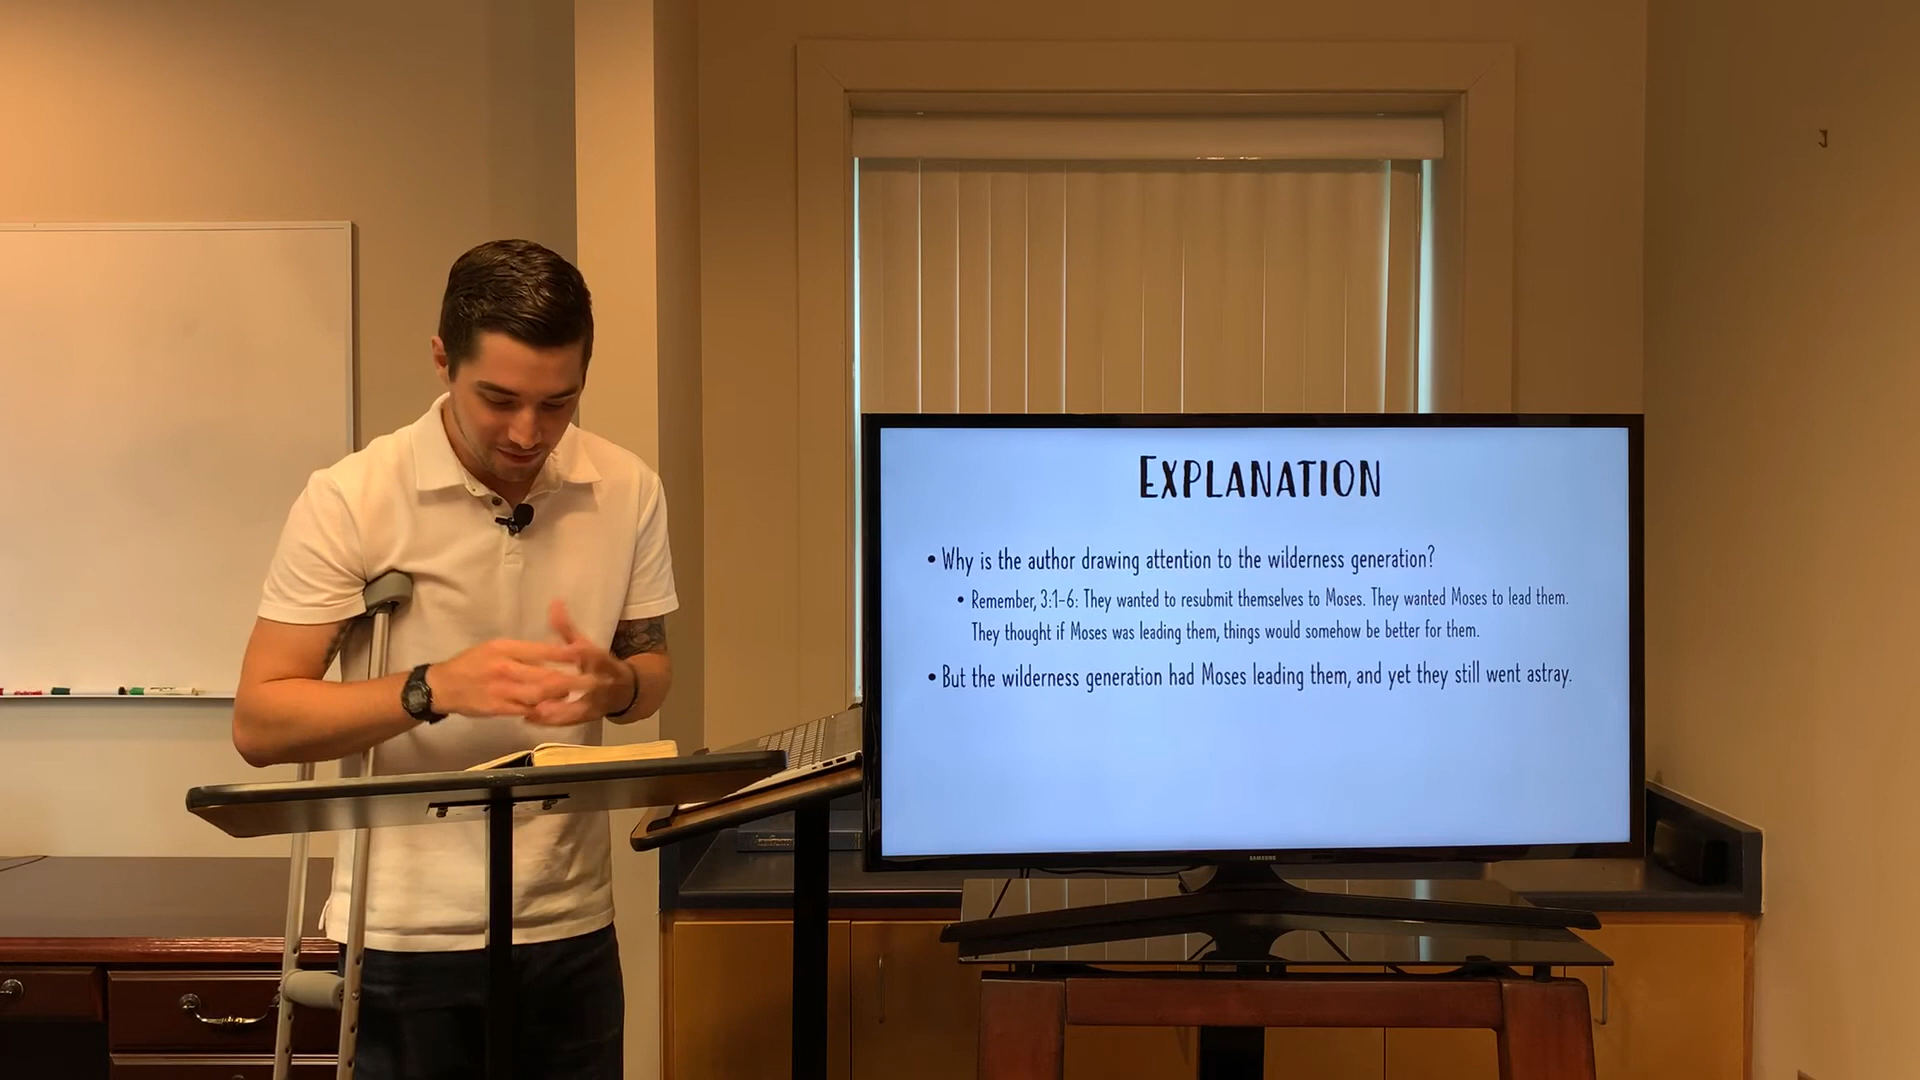 EXPLANATION
• Why is the author drawing attention to the wilderness generation?
• Remember, 3:1-6: They wanted to resubmit themselves to Moses. They wanted Moses to lead them.
They thought if Moses was leading them, things would somehow be better for them.
• But the wilderness generation had Moses leading them, and yet they still went astray.
SAMSUNG